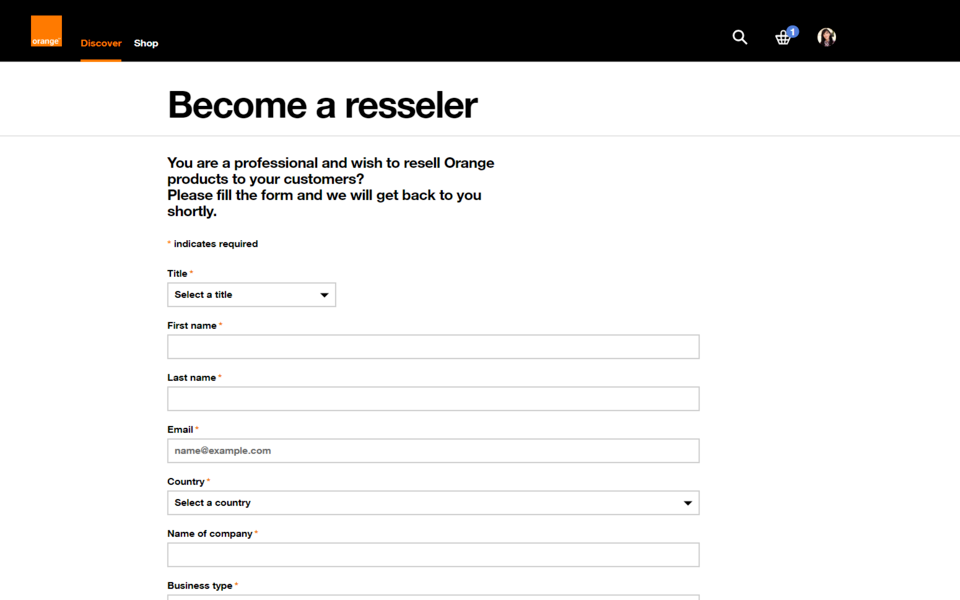 orange™
Discover
Shop
1
Become a resseler
You are a professional and wish to resell Orange
products to your customers?
Please fill the form and we will get back to you
shortly.
* indicates required
Title *
Select a title
First name *
Last name *
Email *
name@example.com
Country *
Select a country
Name of company *
Business type *